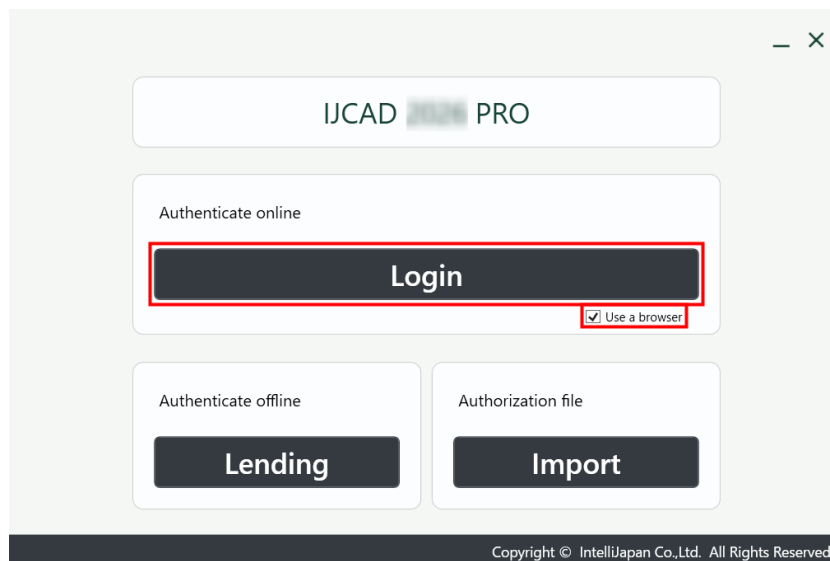 IJCAD PRO
Authenticate online
Login
Use a browser
Authenticate offline
Lending
Authorization file
Import
Copyright © IntelliJapan Co.,Ltd. All Rights Reserved